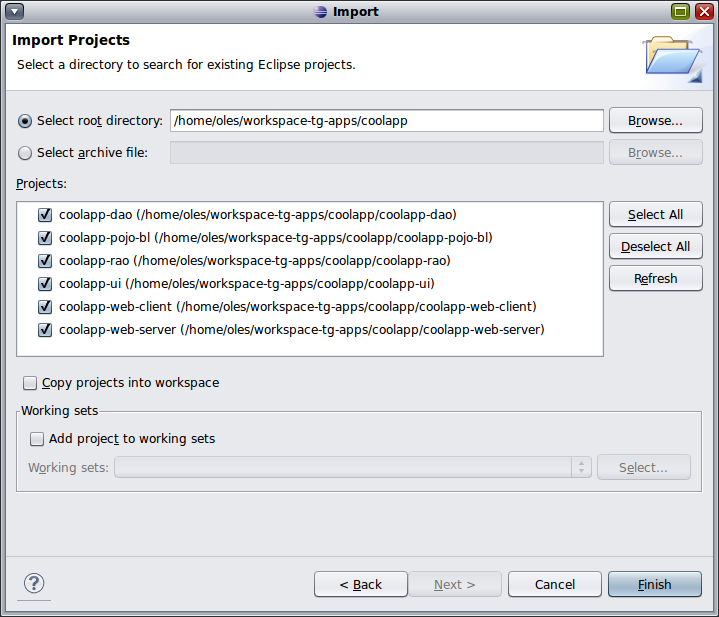 Import
Import Projects
Select a directory to search for existing Eclipse projects.
Select root directory: /home/oles/workspace-tg-apps/coolapp Browse...
Select archive file: Browse...
Projects:
coolapp-dao (/home/oles/workspace-tg-apps/coolapp/coolapp-dao)
coolapp-pojo-bl (/home/oles/workspace-tg-apps/coolapp/coolapp-pojo-bl)
coolapp-rao (/home/oles/workspace-tg-apps/coolapp/coolapp-rao)
coolapp-ui (/home/oles/workspace-tg-apps/coolapp/coolapp-ui)
coolapp-web-client (/home/oles/workspace-tg-apps/coolapp/coolapp-web-client)
coolapp-web-server (/home/oles/workspace-tg-apps/coolapp/coolapp-web-server)
Select All
Deselect All
Refresh
Copy projects into workspace
Working sets
Add project to working sets
Working sets: Select...
? < Back Next > Cancel Finish